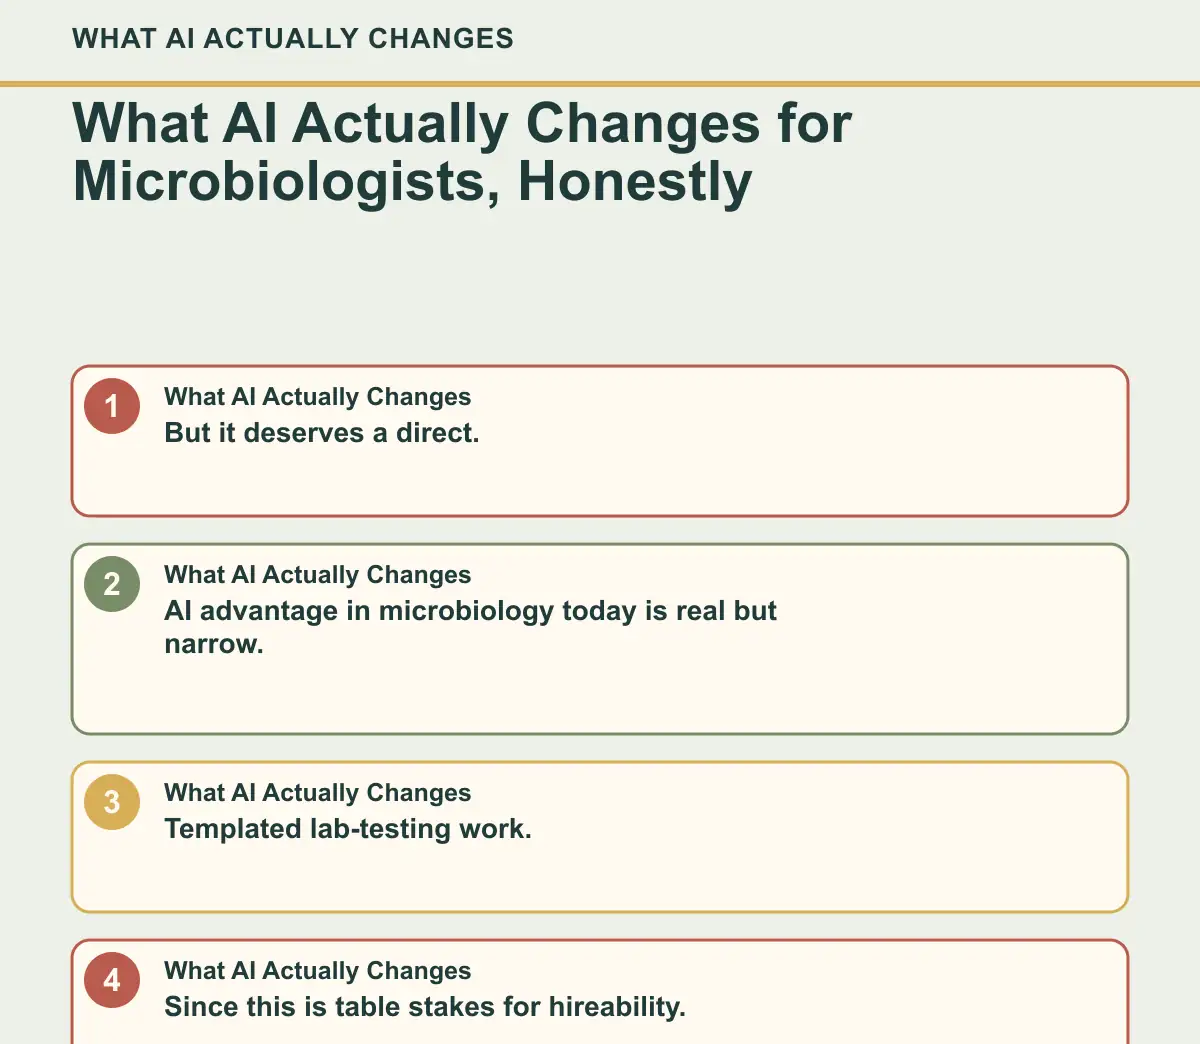 WHAT AI ACTUALLY CHANGES
What AI Actually Changes for
Microbiologists, Honestly
1
What AI Actually Changes
But it deserves a direct.
2
What AI Actually Changes
AI advantage in microbiology today is real but
narrow.
3
What AI Actually Changes
Templated lab-testing work.
4
What AI Actually Changes
Since this is table stakes for hireability.